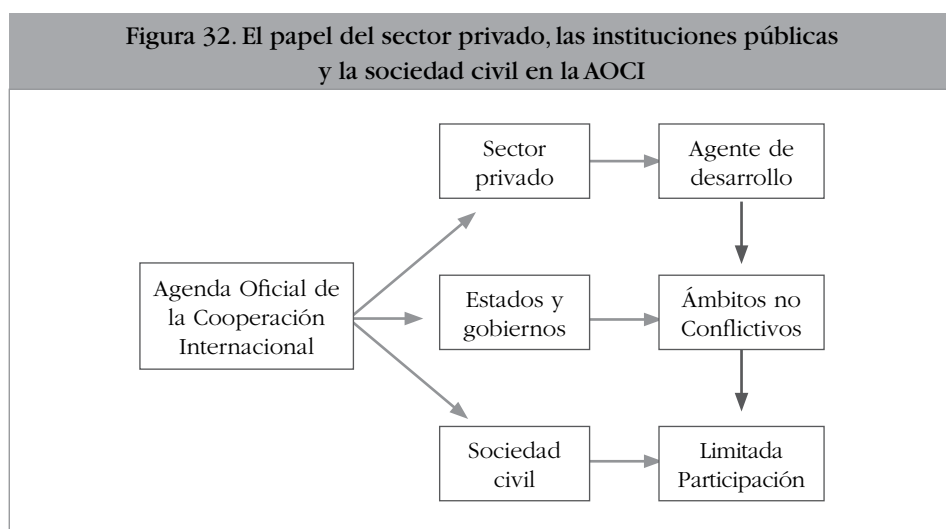 Figura 32. El papel del sector privado, las instituciones públicas
y la sociedad civil en la AOCI
Sector
privado
Agente de
desarrollo
Agenda Oficial de
la Cooperación
Internacional
Estados y
gobiernos
Ámbitos no
Conflictivos
Sociedad
civil
Limitada
Participación